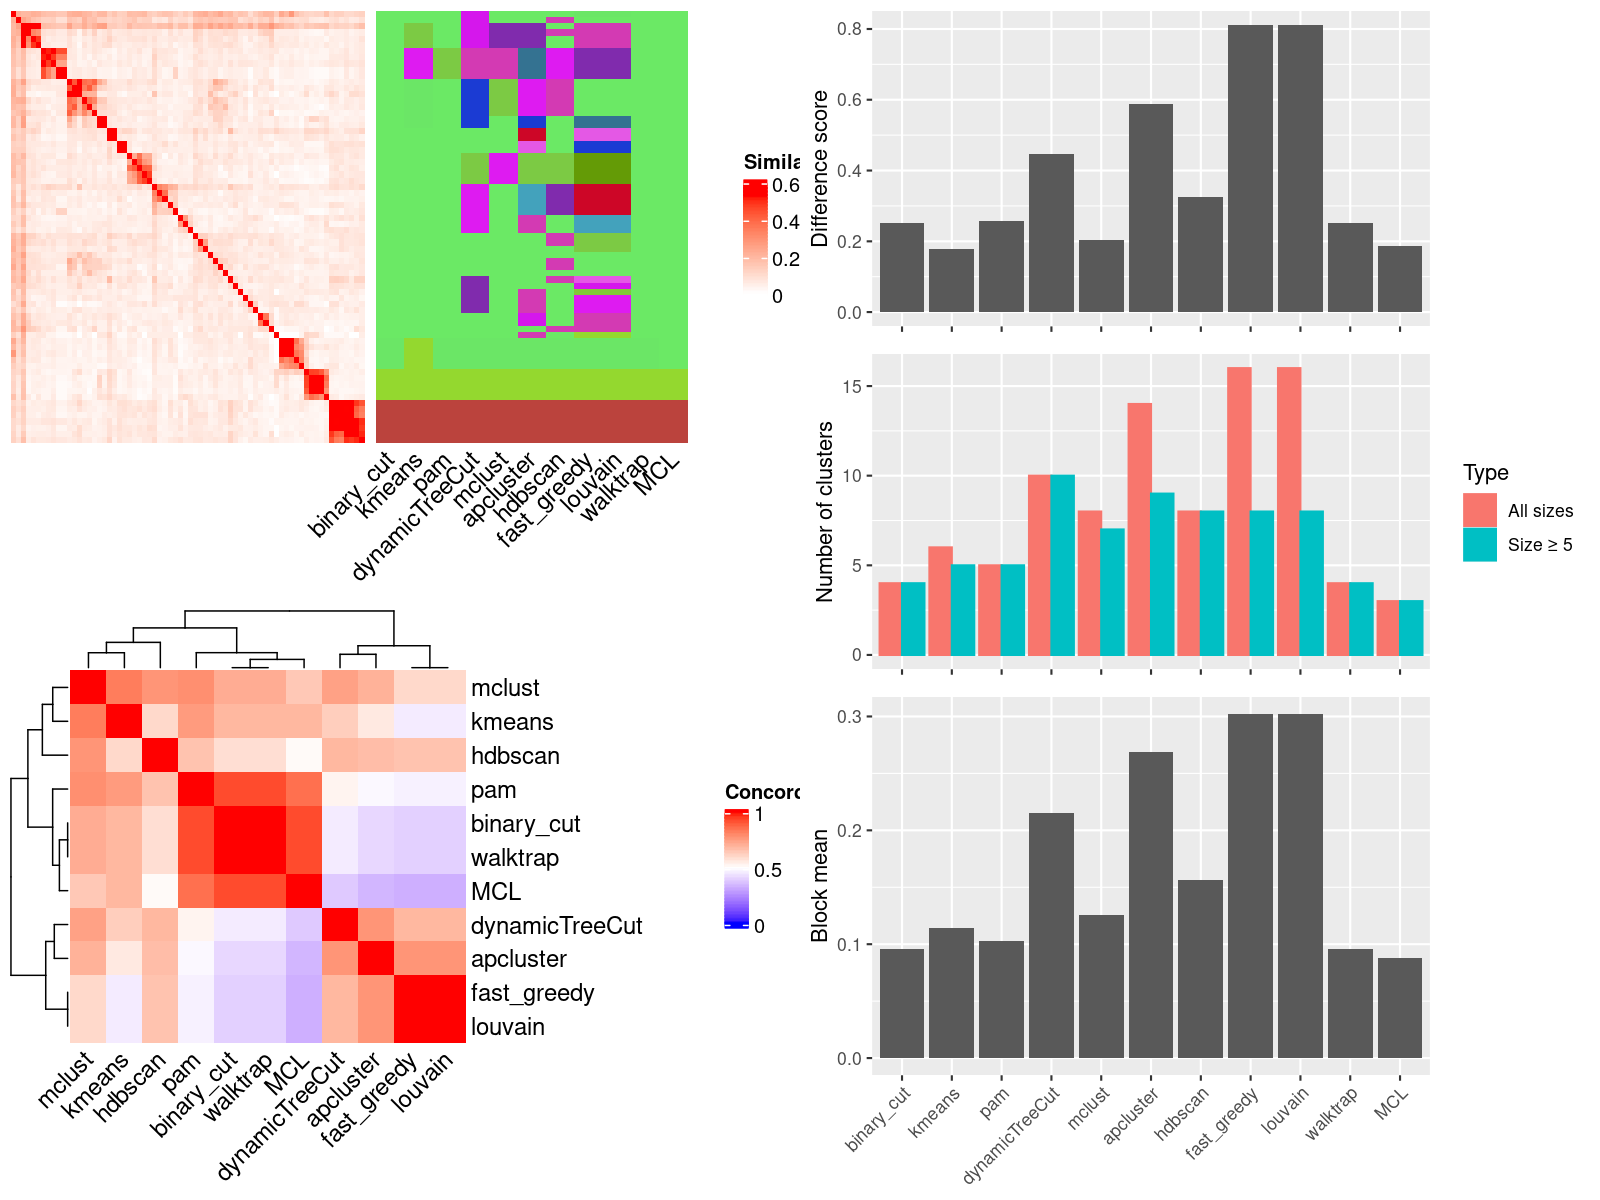 Simila
0.6
0.4
0.2
0
binary_cut
kmeans
pam
dynamicTreeCut
mclust
apcluster
hdbscan
fast_greedy
louvain
walktrap
MCL
mclust
kmeans
hdbscan
pam
binary_cut
walktrap
MCL
dynamicTreeCut
apcluster
fast_greedy
louvain
mclust
kmeans
hdbscan
pam
binary_cut
walktrap
MCL
dynamicTreeCut
apcluster
fast_greedy
louvain
Concord
1
0.5
0
Difference score
0.8
0.6
0.4
0.2
0.0
Number of clusters
15
10
5
0
Type
All sizes
Size ≥ 5
Block mean
0.3
0.2
0.1
0.0
binary_cut
kmeans
pam
dynamicTreeCut
mclust
apcluster
hdbscan
fast_greedy
louvain
walktrap
MCL